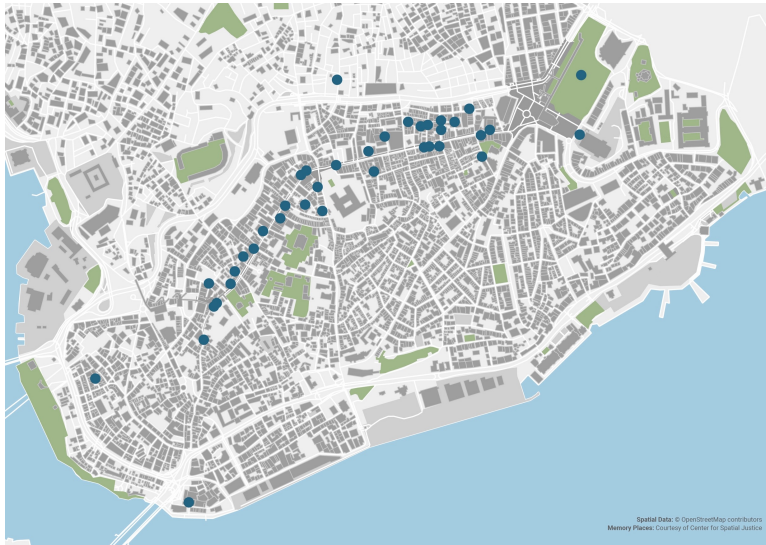 Spatial Data: © OpenStreetMap contributors
Memory Places: Courtesy of Center for Spatial Justice